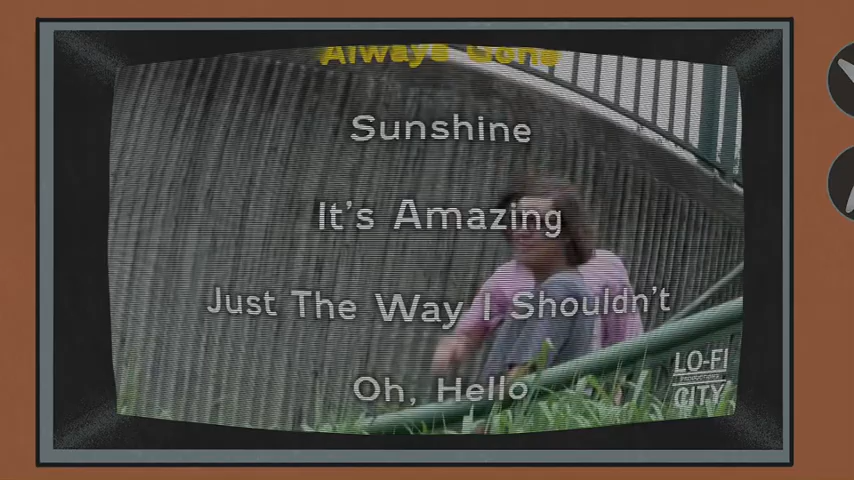 Always Gone
Sunshine
It's Amazing
Just The Way I Shouldn't
Oh, Hello
LO-FI
CITY